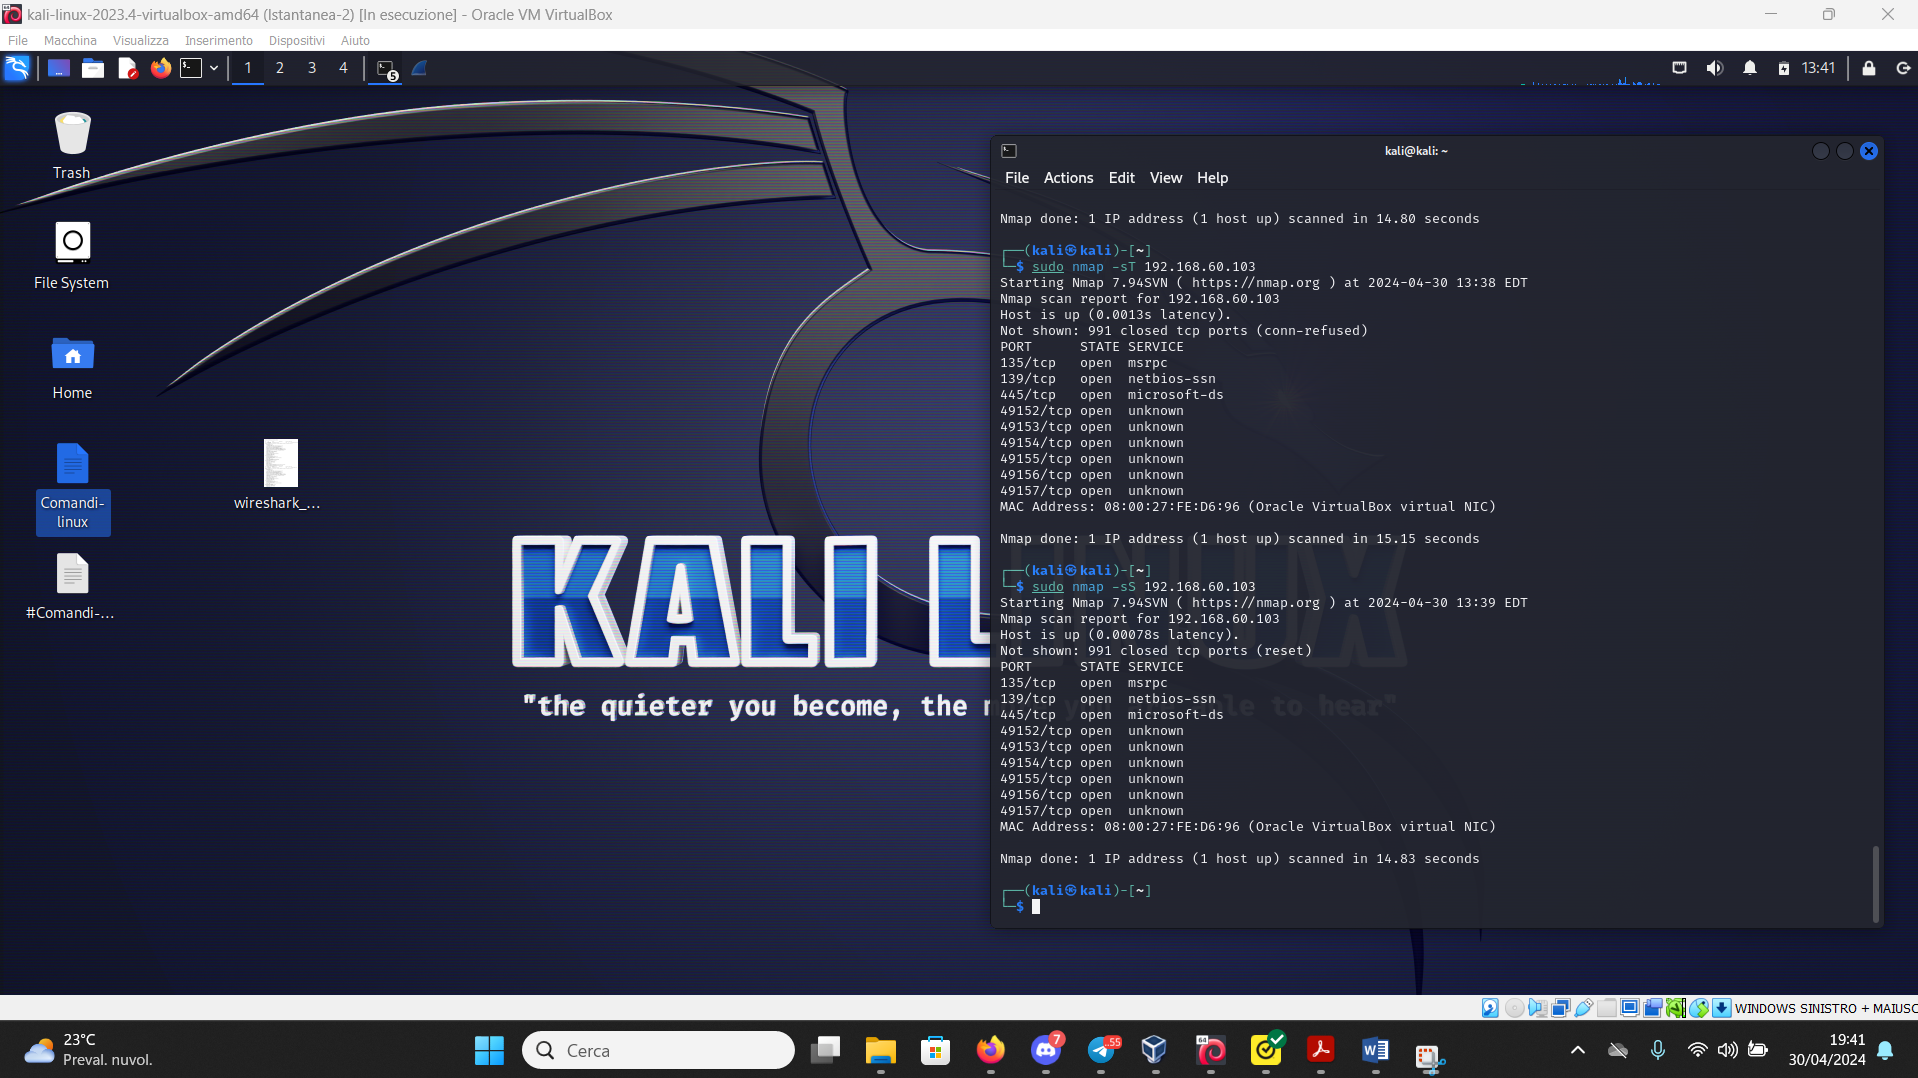 kali-linux-2023.4-virtualbox-amd64 (Istantanea-2) [In esecuzione] - Oracle VM VirtualBox
File Macchina Visualizza Inserimento Dispositivi Aiuto
1 2 3 4 5 13:41
Trash
File System
Home
Comandi-
linux
wireshark_...
#Comandi-...
KALI LINUX
"the quieter you become, the more you are able to hear"
kali@kali: ~
File Actions Edit View Help
Nmap done: 1 IP address (1 host up) scanned in 14.80 seconds
┌──(kali㉿kali)-[~]
└─$ sudo nmap -sT 192.168.60.103
Starting Nmap 7.94SVN ( https://nmap.org ) at 2024-04-30 13:38 EDT
Nmap scan report for 192.168.60.103
Host is up (0.0013s latency).
Not shown: 991 closed tcp ports (conn-refused)
PORT STATE SERVICE
135/tcp open msrpc
139/tcp open netbios-ssn
445/tcp open microsoft-ds
49152/tcp open unknown
49153/tcp open unknown
49154/tcp open unknown
49155/tcp open unknown
49156/tcp open unknown
49157/tcp open unknown
MAC Address: 08:00:27:FE:D6:96 (Oracle VirtualBox virtual NIC)
Nmap done: 1 IP address (1 host up) scanned in 15.15 seconds
┌──(kali㉿kali)-[~]
└─$ sudo nmap -sS 192.168.60.103
Starting Nmap 7.94SVN ( https://nmap.org ) at 2024-04-30 13:39 EDT
Nmap scan report for 192.168.60.103
Host is up (0.00078s latency).
Not shown: 991 closed tcp ports (reset)
PORT STATE SERVICE
135/tcp open msrpc
139/tcp open netbios-ssn
445/tcp open microsoft-ds
49152/tcp open unknown
49153/tcp open unknown
49154/tcp open unknown
49155/tcp open unknown
49156/tcp open unknown
49157/tcp open unknown
MAC Address: 08:00:27:FE:D6:96 (Oracle VirtualBox virtual NIC)
Nmap done: 1 IP address (1 host up) scanned in 14.83 seconds
┌──(kali㉿kali)-[~]
└─$
WINDOWS SINISTRO + MAIUSC
23°C
Preval. nuvol.
Cerca
7
55
64
19:41
30/04/2024